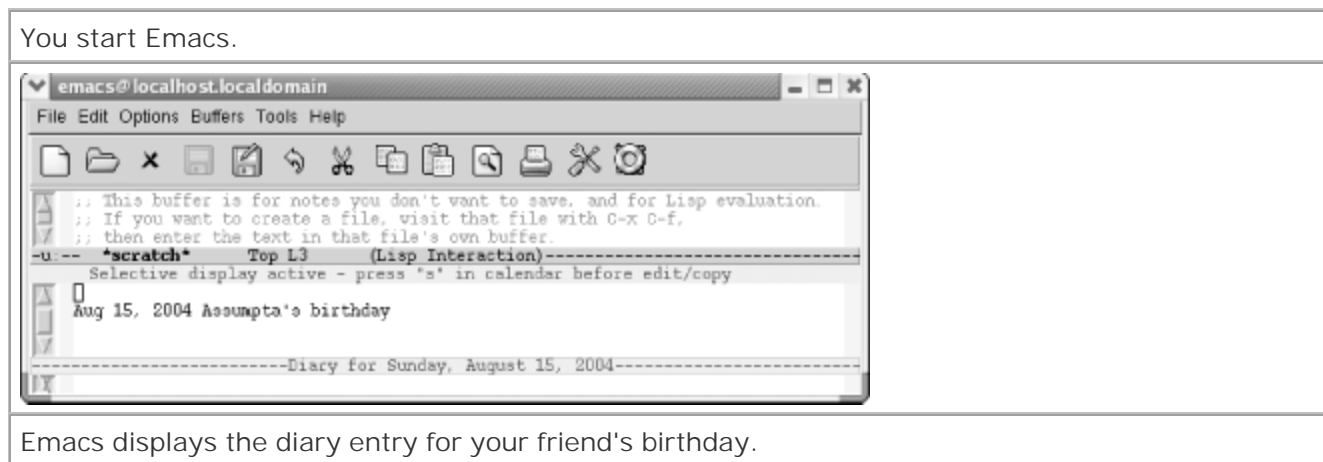 You start Emacs.
emacs@localhost.localdomain
File Edit Options Buffers Tools Help
;; This buffer is for notes you don't want to save, and for Lisp evaluation.
;; If you want to create a file, visit that file with C-x C-f,
;; then enter the text in that file's own buffer.
-u:-- *scratch* Top L3 (Lisp Interaction)--------------------------------
Selective display active - press "s" in calendar before edit/copy
Aug 15, 2004 Assumpta's birthday
--------------------------Diary for Sunday, August 15, 2004-------------------------
Emacs displays the diary entry for your friend's birthday.